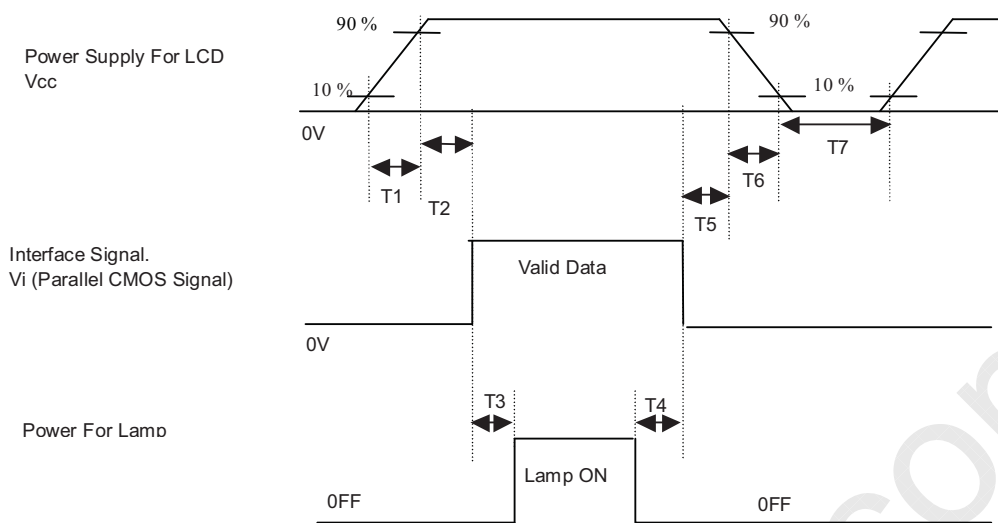 90 %
90 %
Power Supply For LCD
Vcc
10 %
10 %
0V
T7
T6
T1
T2
T5
Interface Signal.
Vi (Parallel CMOS Signal)
Valid Data
0V
T3
T4
Power For Lamp
Lamp ON
0FF
0FF
con